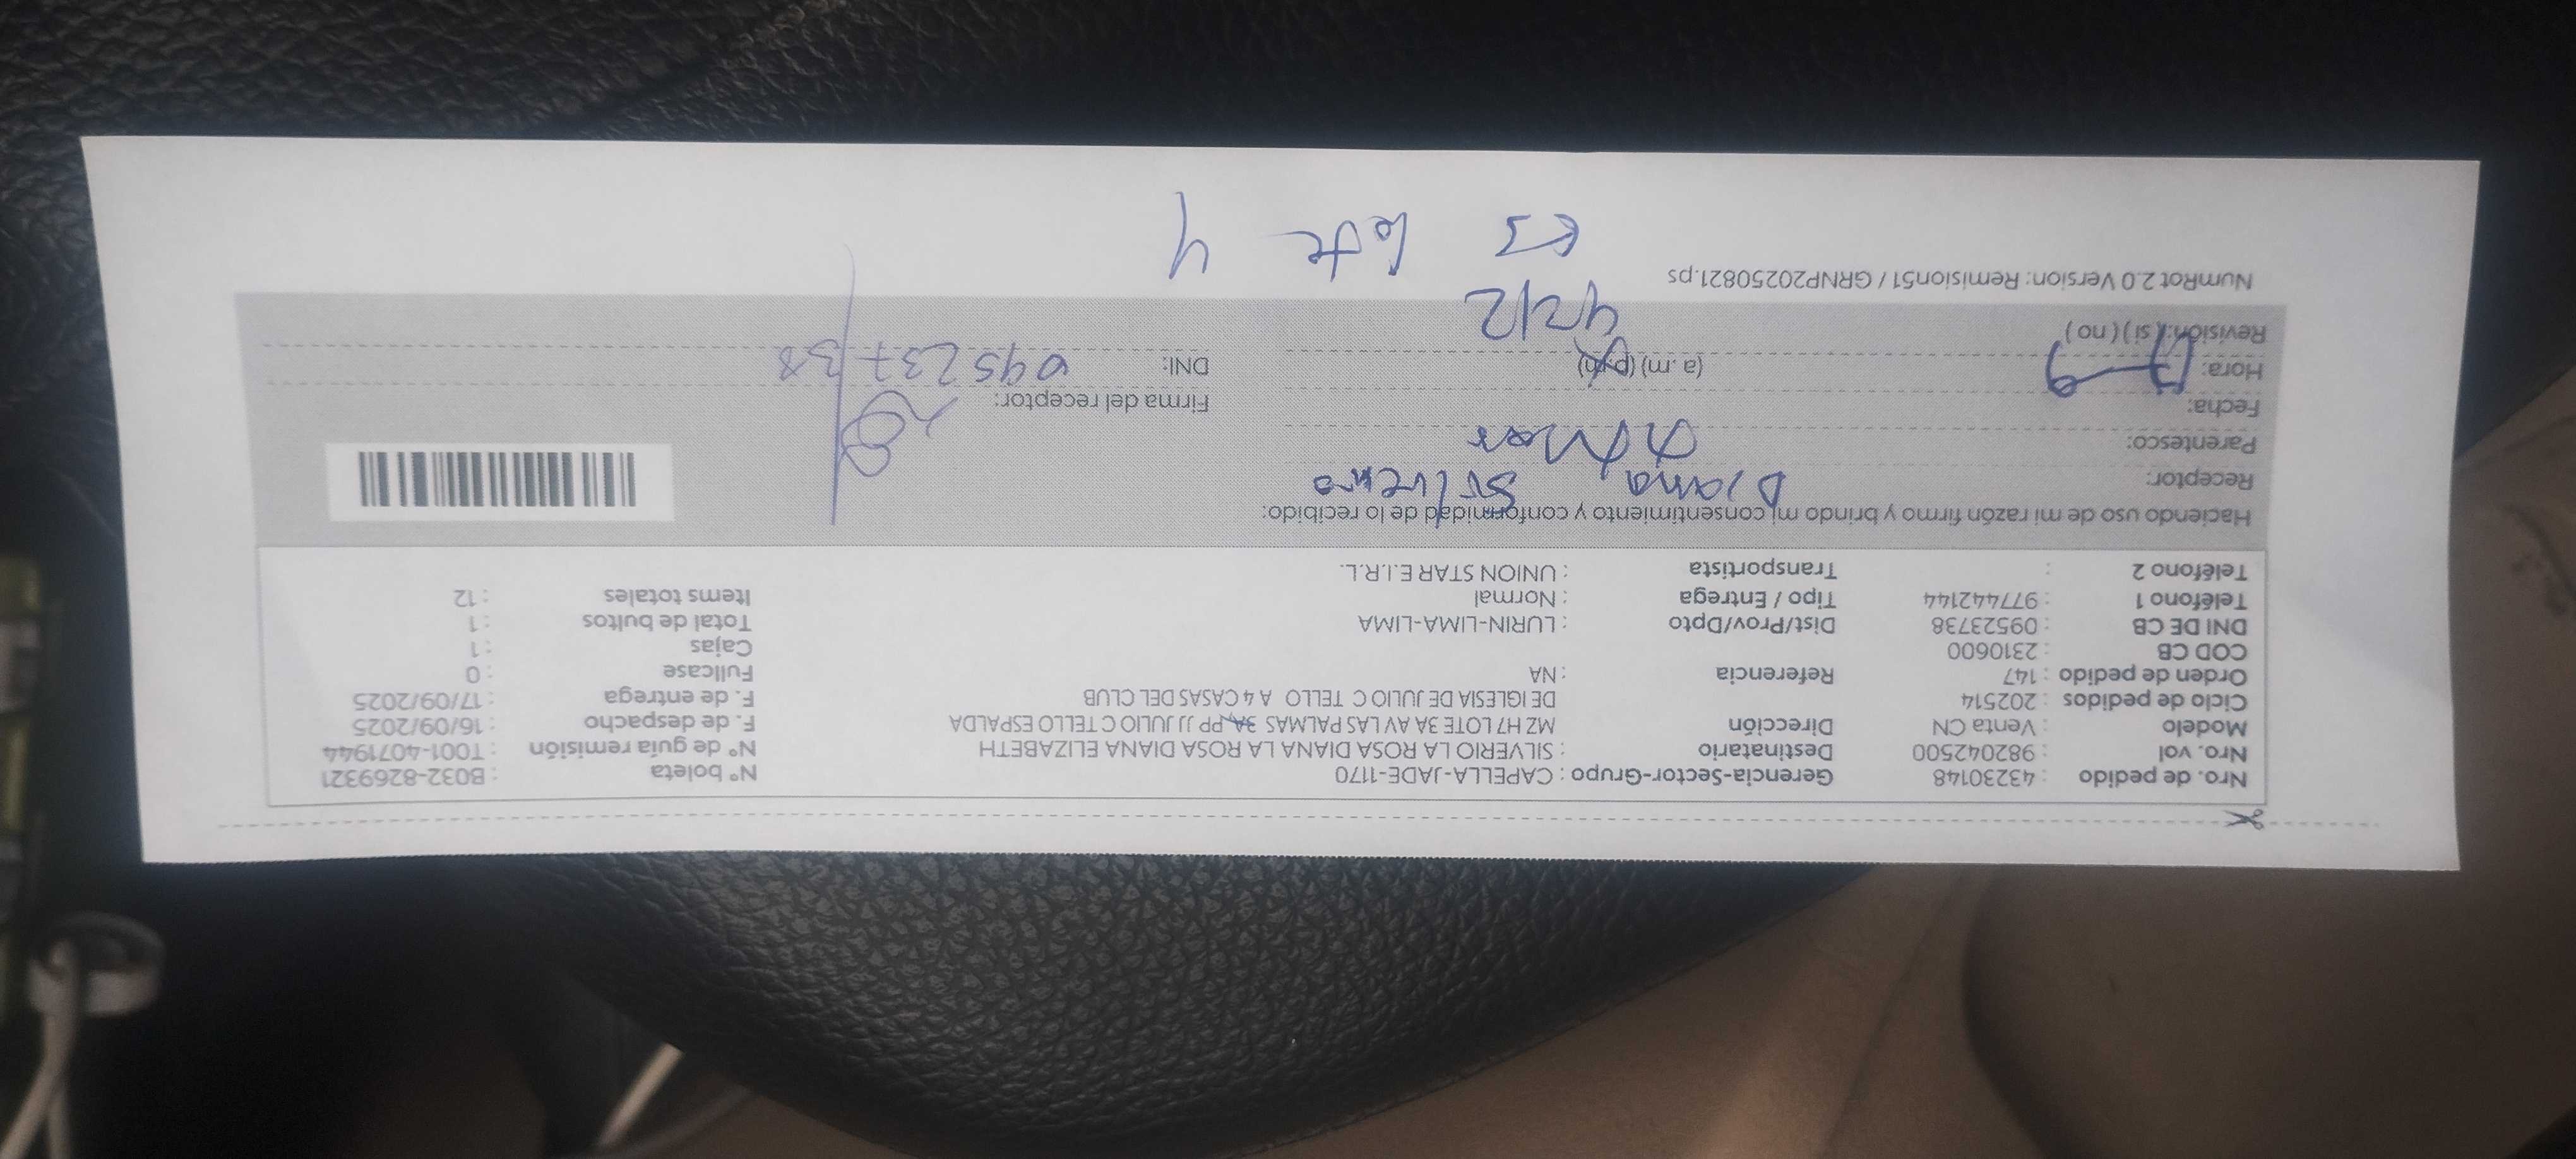 Nro. de pedido : 43230148 Gerencia-Sector-Grupo : CAPELLA-JADE-1170 N° boleta : B032-8269321
Nro. vol : 982042500 Destinatario : SILVERIO LA ROSA DIANA LA ROSA DIANA ELIZABETH N° de guía remisión : T001-4071944
Modelo : Venta CN Dirección MZ H7 LOTE 3A AV LAS PALMAS 3A PP JJ JULIO C TELLO ESPALDA F. de despacho : 16/09/2025
Ciclo de pedidos : 202514 DE IGLESIA DE JULIO C TELLO A 4 CASAS DEL CLUB F. de entrega : 17/09/2025
Orden de pedido : 147 Referencia : NA Fullcase : 0
COD CB : 2310600 Cajas : 1
DNI DE CB : 09523738 Dist/Prov/Dpto : LURIN-LIMA-LIMA Total de bultos : 1
Teléfono 1 : 977442144 Tipo / Entrega : Normal Items totales : 12
Teléfono 2 : Transportista : UNION STAR E.I.R.L.
Haciendo uso de mi razón firmo y brindo mi consentimiento y conformidad de lo recibido:
Receptor: Diana Silverio
Parentesco:
Fecha: Firma del receptor:
Hora: (a. m) (p.m) DNI: 09523738
Revisión: ( si ) ( no ) 4212
NumRot 2.0 Version: Remision51 / GRNP20250821.ps
Es lote 4